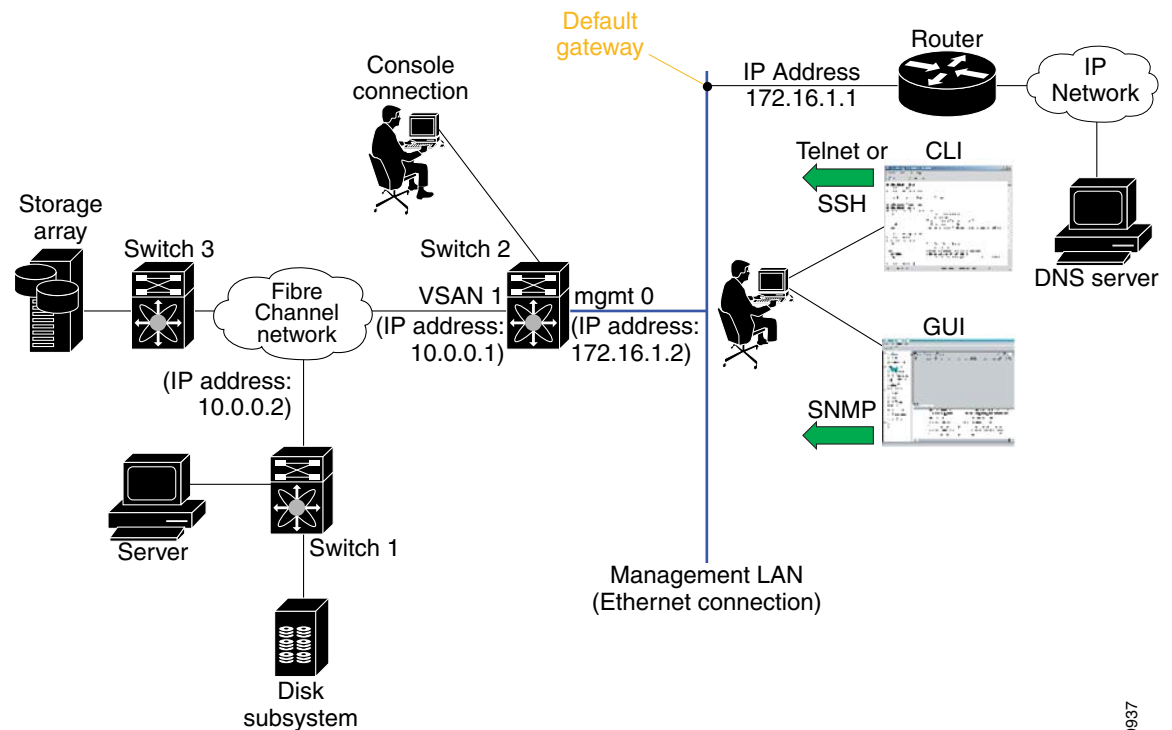 Default
gateway
Router
IP Address
172.16.1.1
IP
Network
Console
connection
Telnet or
SSH
CLI
DNS server
Storage
array
Switch 3
Switch 2
Fibre
Channel
network
VSAN 1
(IP address:
10.0.0.1)
mgmt 0
(IP address:
172.16.1.2)
GUI
(IP address:
10.0.0.2)
SNMP
Server
Switch 1
Management LAN
(Ethernet connection)
Disk
subsystem